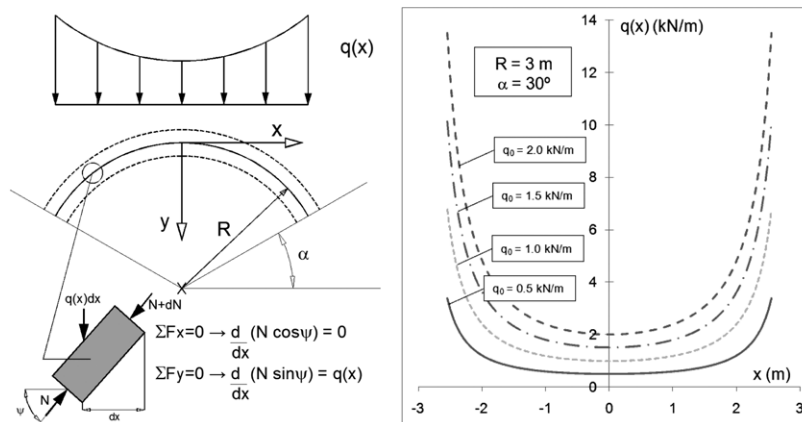 q(x)
x
y
R
α
q(x)dx
N+dN
N
ψ
dx
ΣFx=0 → d/dx (N cosψ) = 0
ΣFy=0 → d/dx (N sinψ) = q(x)
14
q(x) (kN/m)
12
10
8
6
4
2
0
R = 3 m
α = 30º
q₀ = 2.0 kN/m
q₀ = 1.5 kN/m
q₀ = 1.0 kN/m
q₀ = 0.5 kN/m
x (m)
-3 -2 -1 0 1 2 3